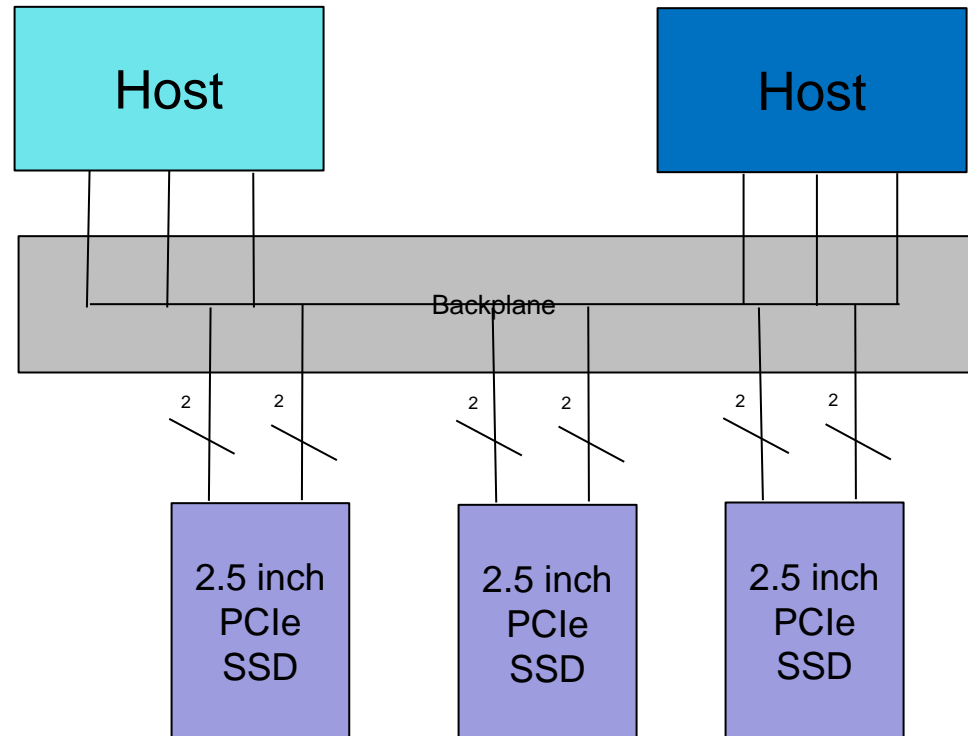 Host
Host
Backplane
2
2
2
2
2
2
2.5 inch
PCIe
SSD
2.5 inch
PCIe
SSD
2.5 inch
PCIe
SSD